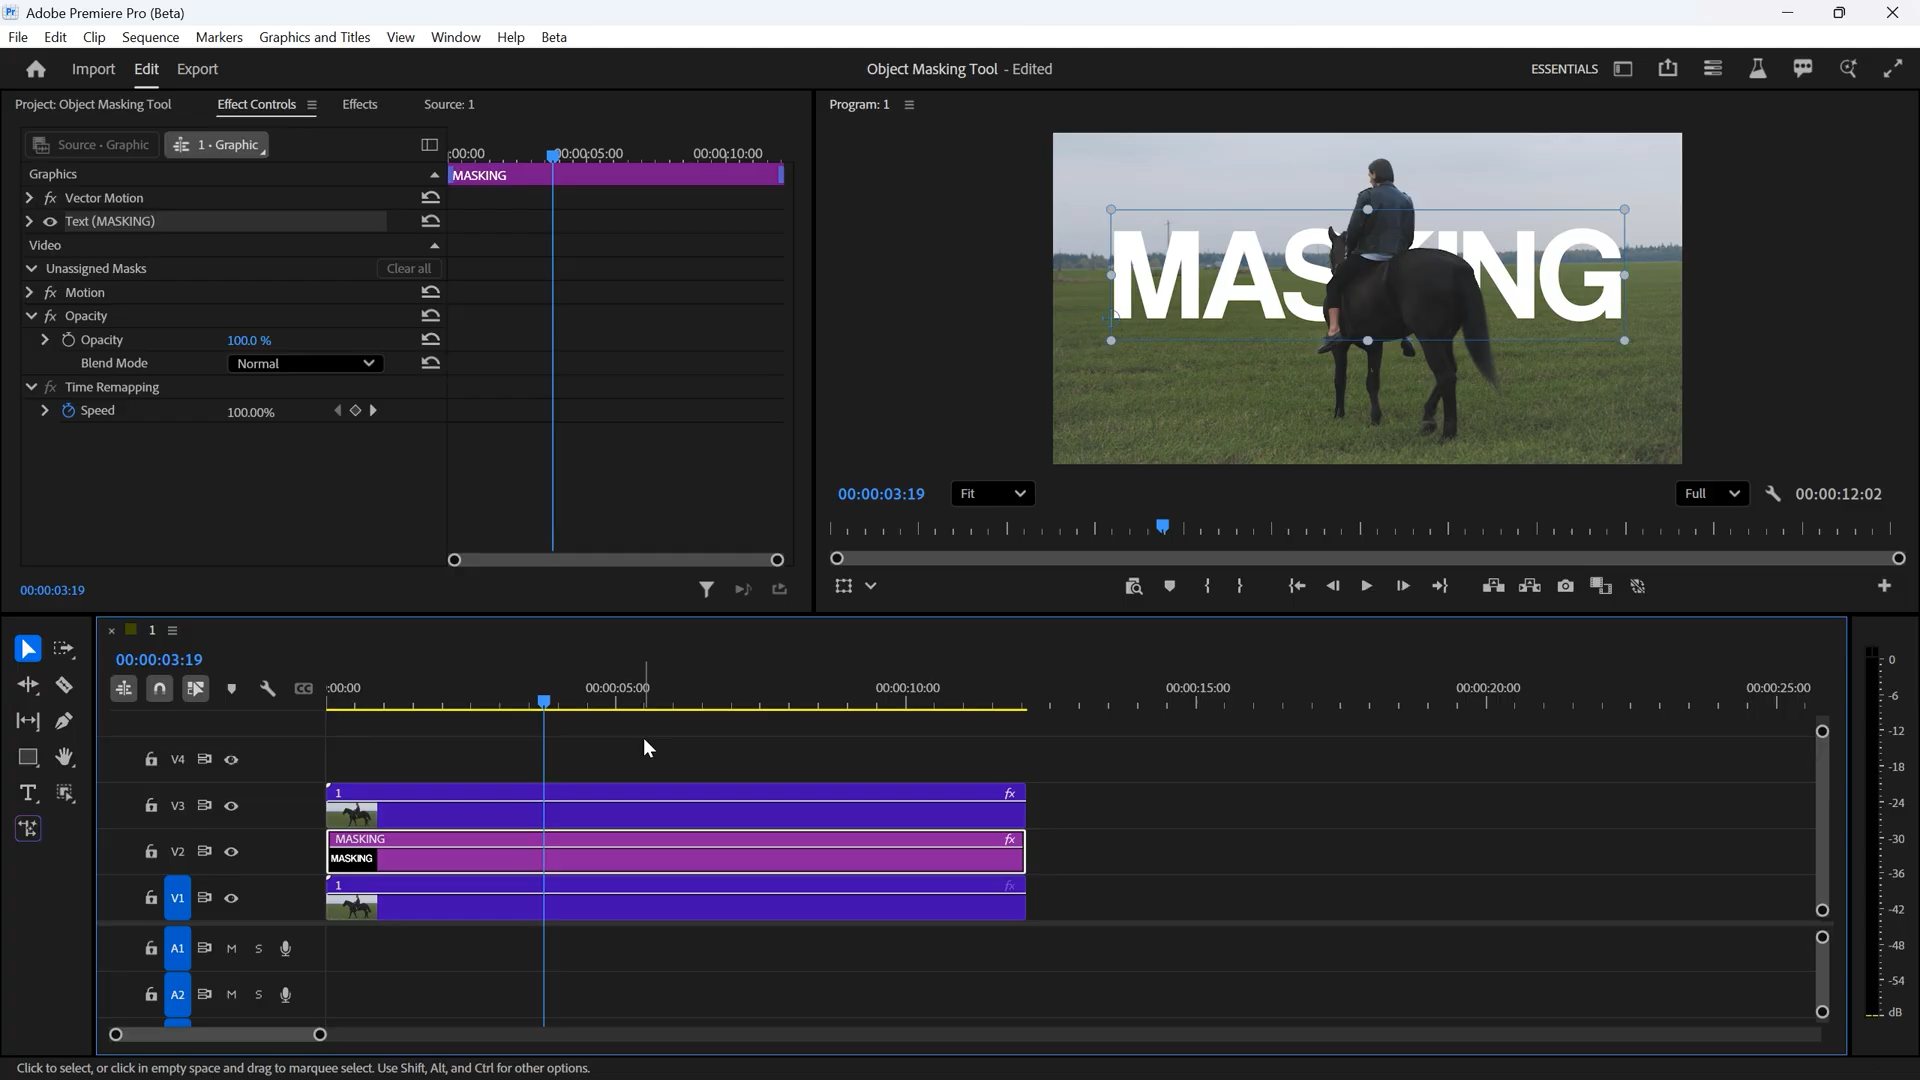 Pr Adobe Premiere Pro (Beta)
File Edit Clip Sequence Markers Graphics and Titles View Window Help Beta
Import Edit Export
Object Masking Tool - Edited
ESSENTIALS
Project: Object Masking Tool Effect Controls Effects Source: 1
Program: 1
Source · Graphic 1 · Graphic
:00:00 00:00:05:00 00:00:10:00
Graphics
MASKING
fx Vector Motion
Text (MASKING)
Video
Unassigned Masks Clear all
fx Motion
fx Opacity
Opacity 100.0 %
Blend Mode Normal
fx Time Remapping
Speed 100.00%
00:00:03:19
MASKING
00:00:03:19 Fit Full 00:00:12:02
1
00:00:03:19
:00:00 00:00:05:00 00:00:10:00 00:00:15:00 00:00:20:00 00:00:25:00
V4
V3
1 fx
V2
MASKING fx
MASKING
V1
1 fx
A1 M S
A2 M S
0
-6
-12
-18
-24
-30
-36
-42
-48
-54
dB
Click to select, or click in empty space and drag to marquee select. Use Shift, Alt, and Ctrl for other options.